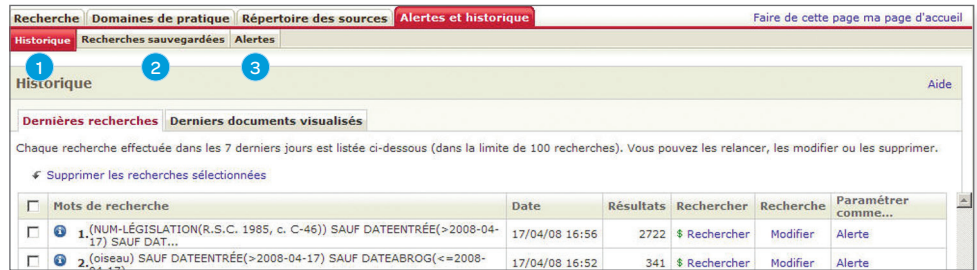 Recherche Domaines de pratique Répertoire des sources Alertes et historique Faire de cette page ma page d'accueil
Historique Recherches sauvegardées Alertes
1 2 3
Historique Aide
Dernières recherches Derniers documents visualisés
Chaque recherche effectuée dans les 7 derniers jours est listée ci-dessous (dans la limite de 100 recherches). Vous pouvez les relancer, les modifier ou les supprimer.
Supprimer les recherches sélectionnées
Mots de recherche Date Résultats Rechercher Recherche Paramétrer comme...
1. (NUM-LÉGISLATION(R.S.C. 1985, c. C-46)) SAUF DATEENTRÉE(>2008-04-
17) SAUF DAT... 17/04/08 16:56 2722 $ Rechercher Modifier Alerte
2. (oiseau) SAUF DATEENTRÉE(>2008-04-17) SAUF DATEABROG(<=2008-
04-17) 17/04/08 16:52 341 $ Rechercher Modifier Alerte